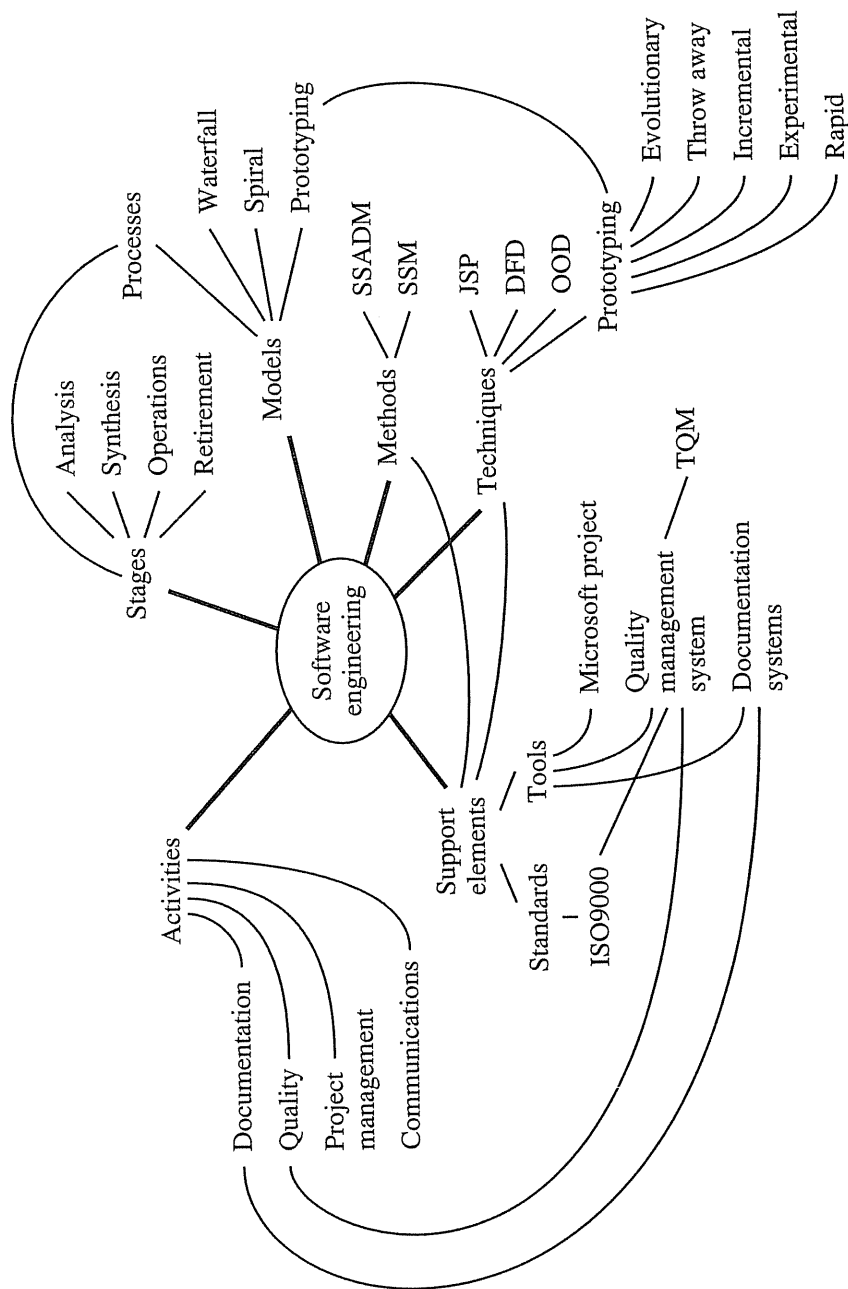 Software
engineering
Activities
Documentation
Quality
Project
management
Communications
Stages
Analysis
Synthesis
Operations
Retirement
Models
Processes
Waterfall
Spiral
Prototyping
Methods
SSADM
SSM
Techniques
JSP
DFD
OOD
Prototyping
Evolutionary
Throw away
Incremental
Experimental
Rapid
Support
elements
Standards
ISO9000
Tools
Microsoft project
Quality
management
system
TQM
Documentation
systems